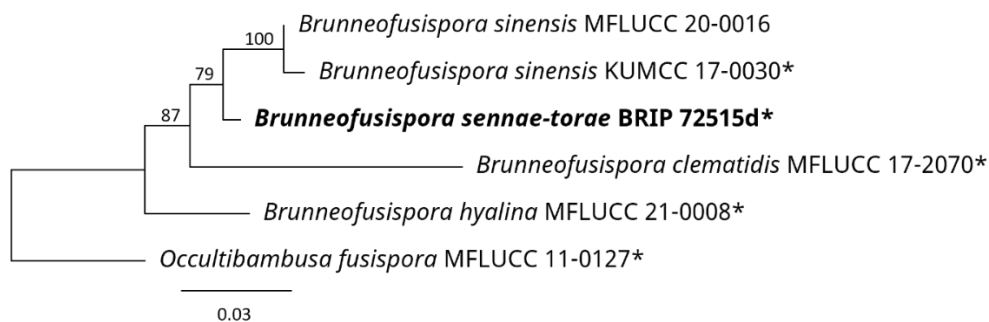 Brunneofusispora sinensis MFLUCC 20-0016
100
Brunneofusispora sinensis KUMCC 17-0030*
79
Brunneofusispora sennae-torae BRIP 72515d*
87
Brunneofusispora clematidis MFLUCC 17-2070*
Brunneofusispora hyalina MFLUCC 21-0008*
Occultibambusa fusispora MFLUCC 11-0127*
0.03